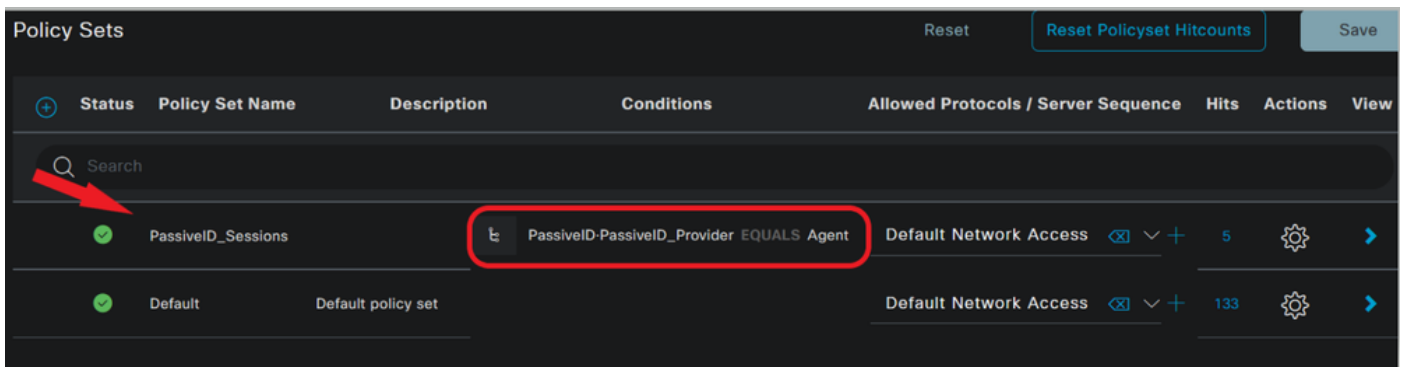 Policy Sets Reset Reset Policyset Hitcounts Save
Status Policy Set Name Description Conditions Allowed Protocols / Server Sequence Hits Actions View
Search
PassiveID_Sessions PassiveID·PassiveID_Provider EQUALS Agent Default Network Access 5
Default Default policy set Default Network Access 133